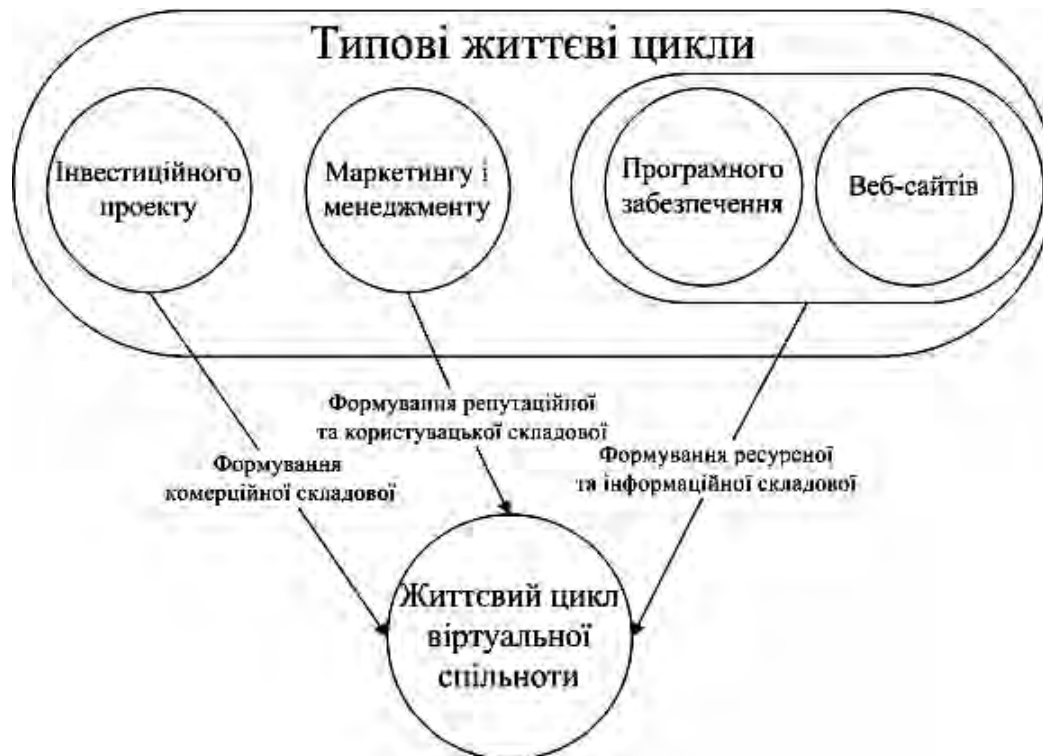 Типові життєві цикли
Інвестиційного
проекту
Маркетингу і
менеджменту
Програмного
забезпечення
Веб-сайтів
Формування репутаційної
та користувацької складової
Формування
комерційної складової
Формування ресурсної
та інформаційної складової
Життєвий цикл
віртуальної
спільноти